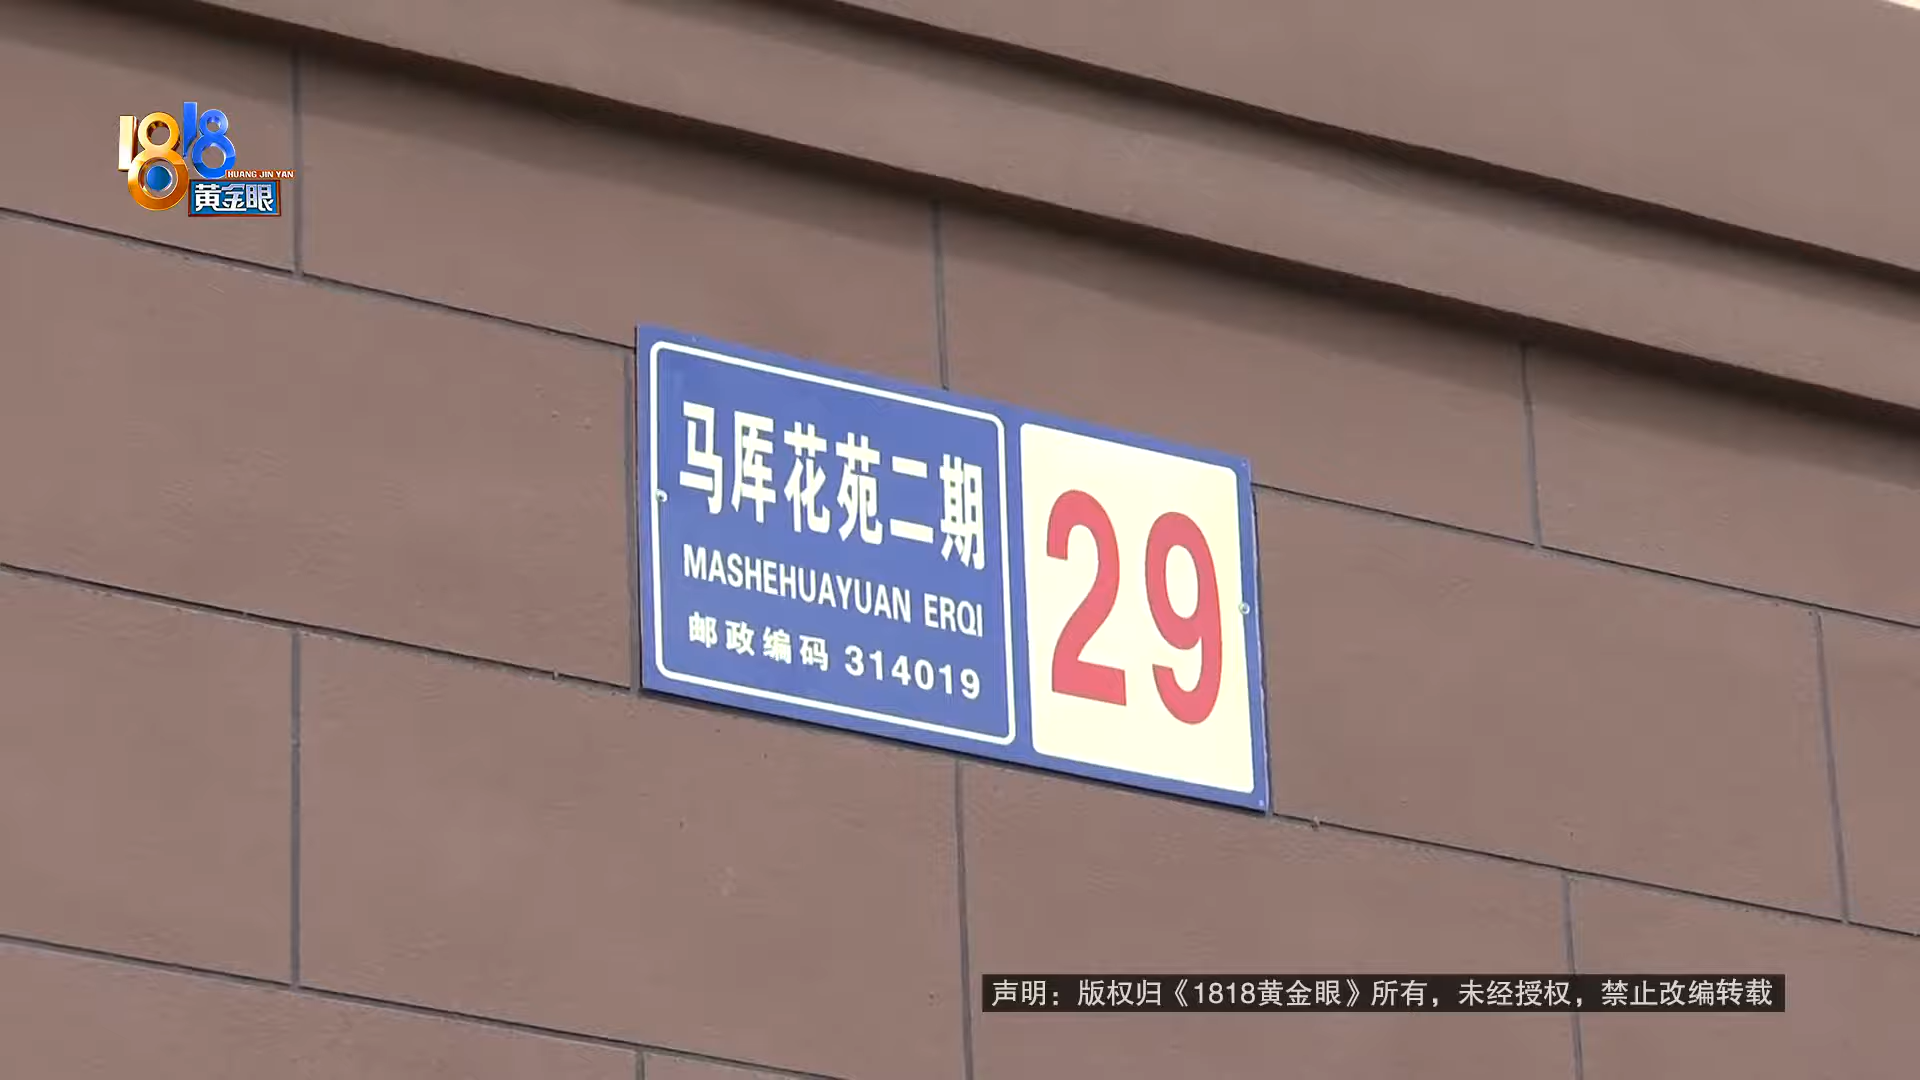 1818
HUANG JIN YAN
黄金眼
马厍花苑二期
MASHEHUAYUAN ERQI
邮政编码 314019
29
声明：版权归《1818黄金眼》所有，未经授权，禁止改编转载